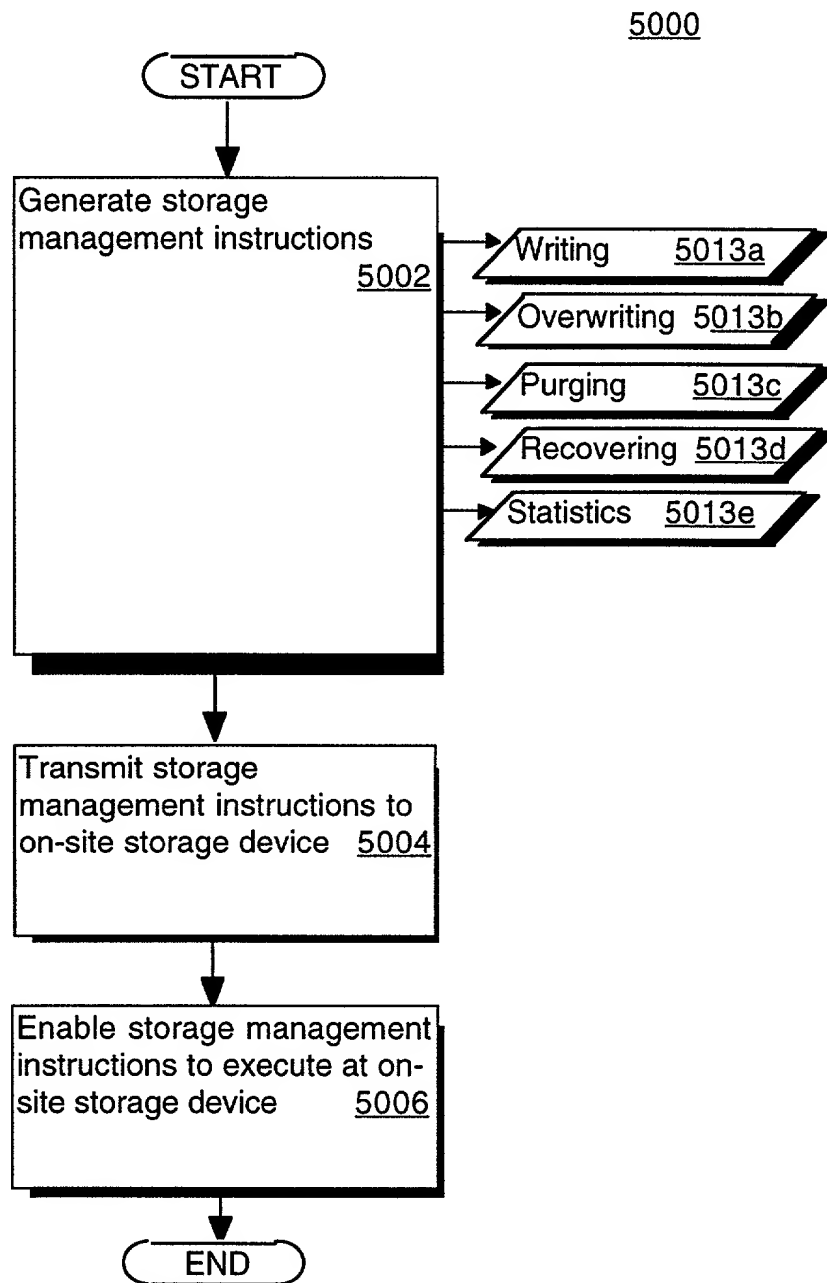 5000
START
Generate storage
management instructions
5002
Writing 5013a
Overwriting 5013b
Purging 5013c
Recovering 5013d
Statistics 5013e
Transmit storage
management instructions to
on-site storage device 5004
Enable storage management
instructions to execute at on-
site storage device 5006
END